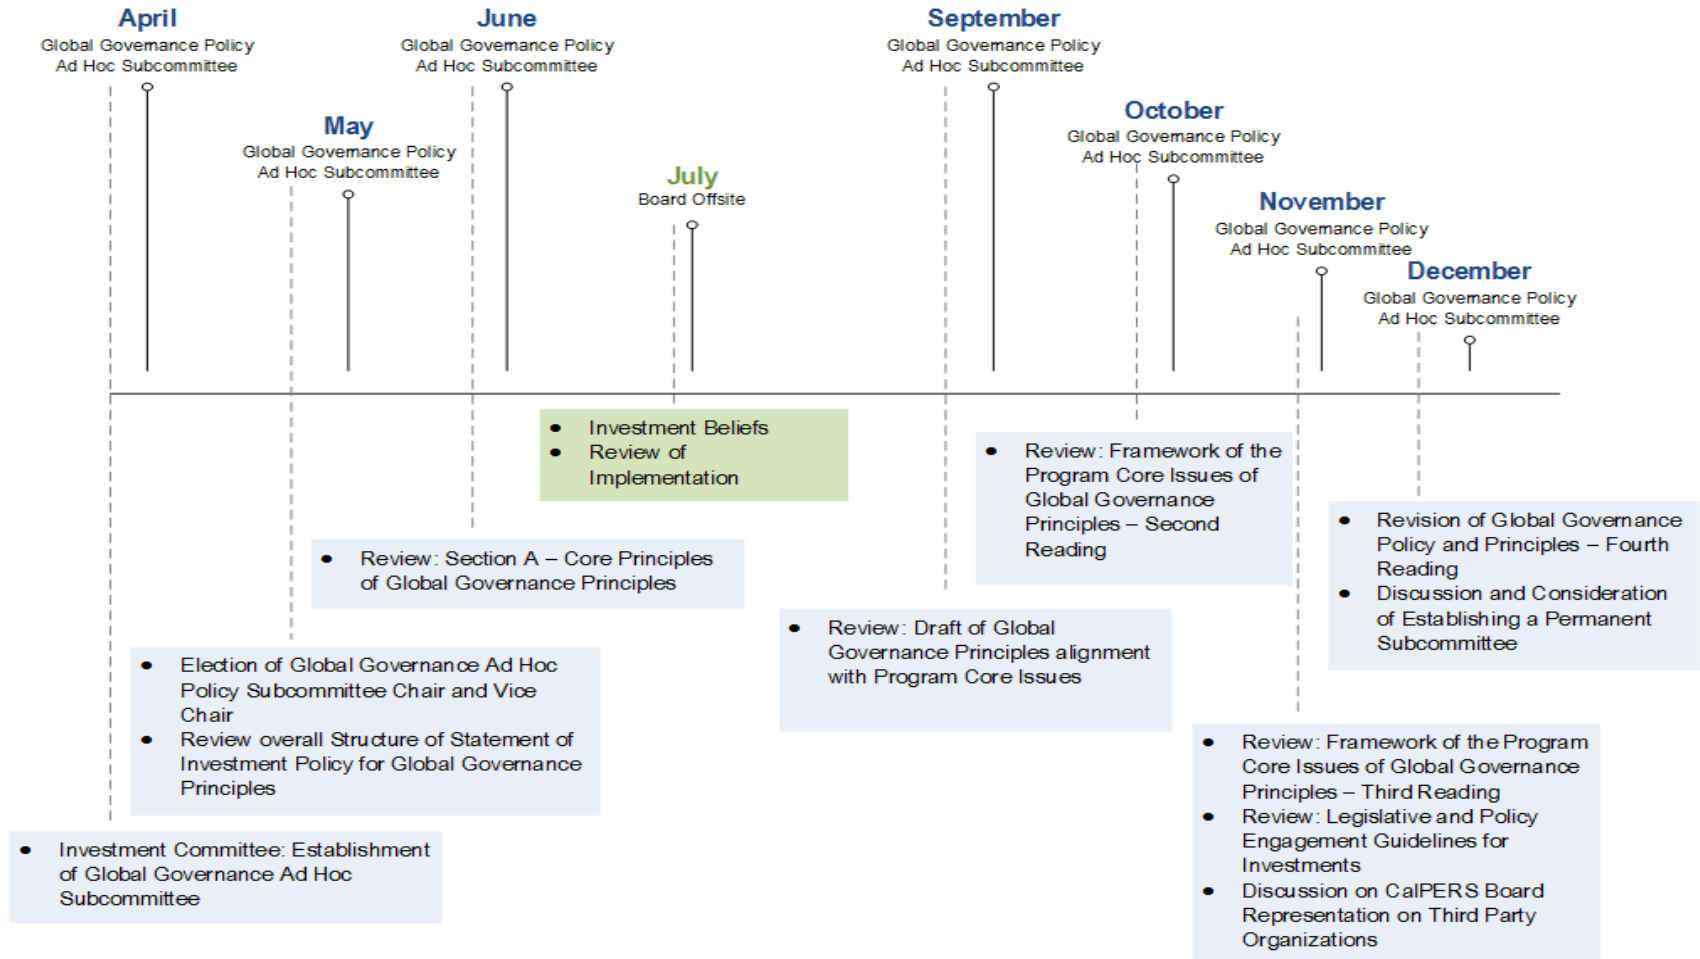 April
Global Governance Policy
Ad Hoc Subcommittee
May
Global Governance Policy
Ad Hoc Subcommittee
June
Global Governance Policy
Ad Hoc Subcommittee
July
Board Offsite
September
Global Governance Policy
Ad Hoc Subcommittee
October
Global Governance Policy
Ad Hoc Subcommittee
November
Global Governance Policy
Ad Hoc Subcommittee
December
Global Governance Policy
Ad Hoc Subcommittee
• Investment Committee: Establishment
of Global Governance Ad Hoc
Subcommittee
• Election of Global Governance Ad Hoc
Policy Subcommittee Chair and Vice
Chair
• Review overall Structure of Statement of
Investment Policy for Global Governance
Principles
• Review: Section A – Core Principles
of Global Governance Principles
• Investment Beliefs
• Review of
Implementation
• Review: Draft of Global
Governance Principles alignment
with Program Core Issues
• Review: Framework of the
Program Core Issues of
Global Governance
Principles – Second
Reading
• Review: Framework of the Program
Core Issues of Global Governance
Principles – Third Reading
• Review: Legislative and Policy
Engagement Guidelines for
Investments
• Discussion on CalPERS Board
Representation on Third Party
Organizations
• Revision of Global Governance
Policy and Principles – Fourth
Reading
• Discussion and Consideration
of Establishing a Permanent
Subcommittee